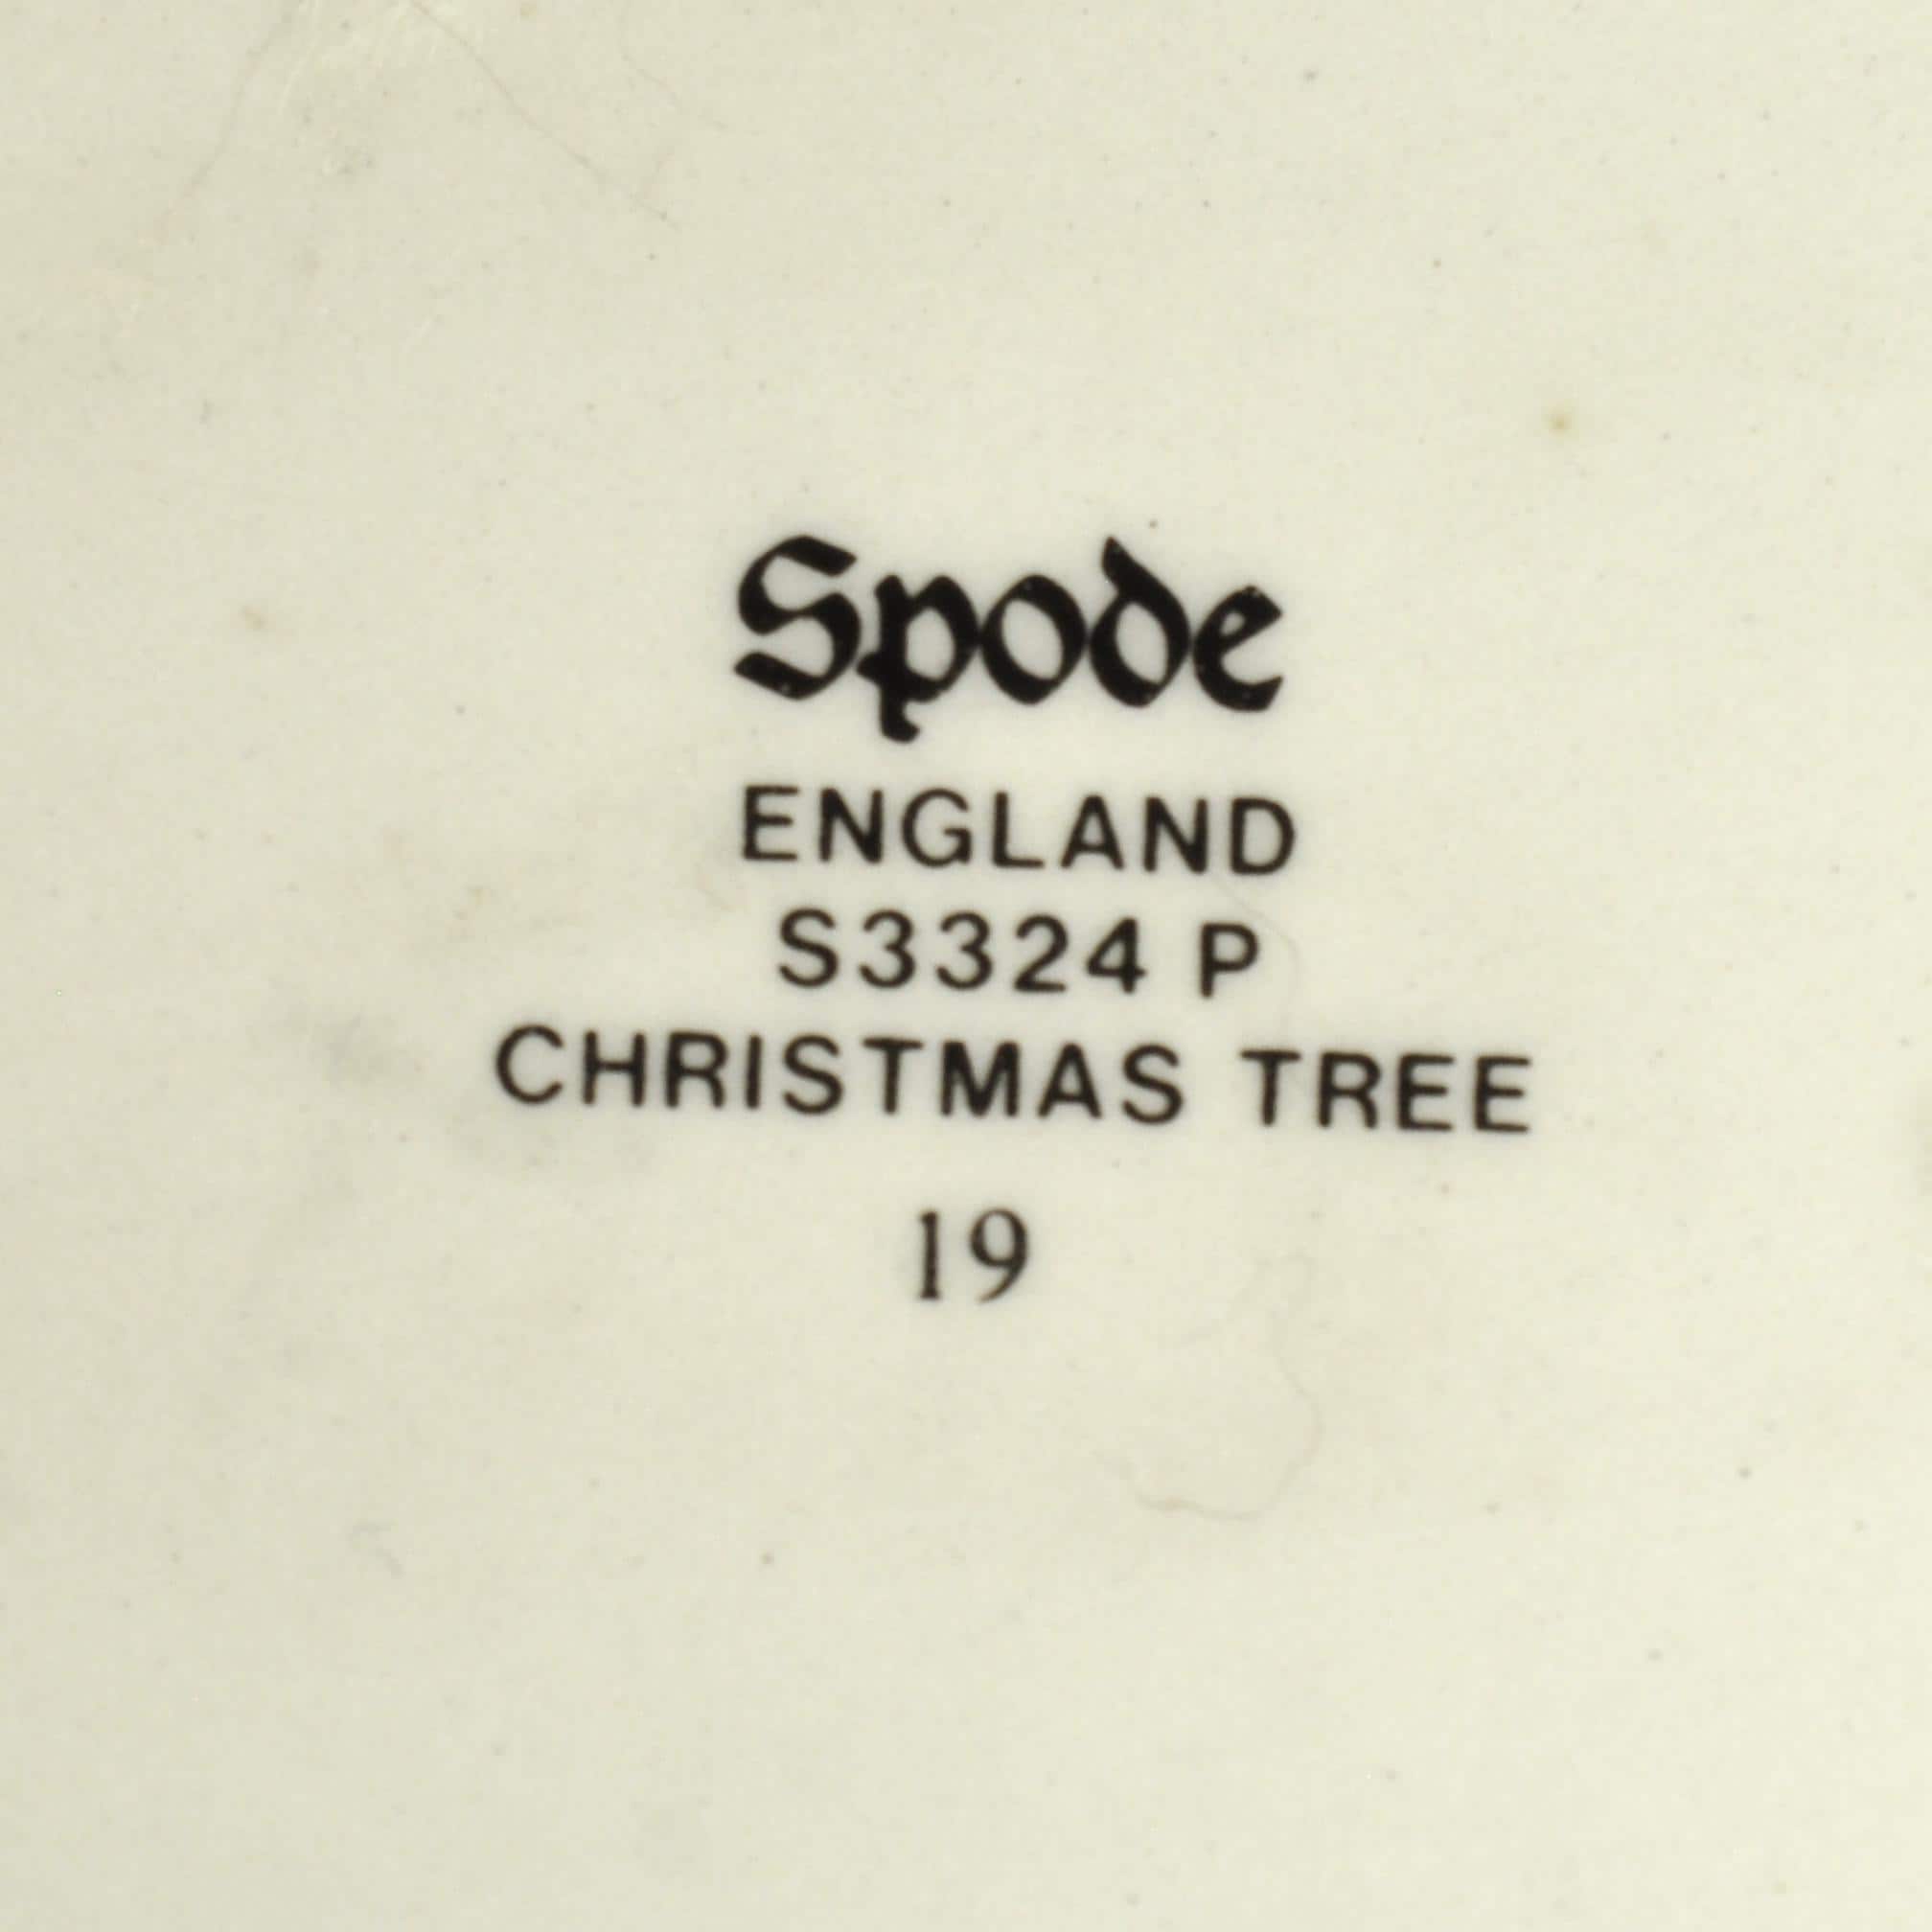 Spode
ENGLAND
S3324 P
CHRISTMAS TREE
19